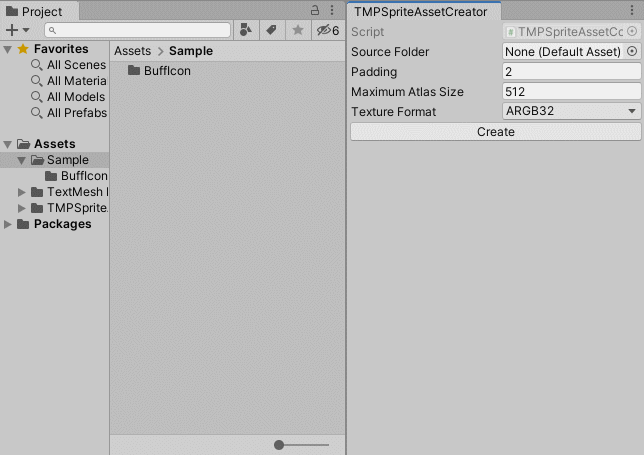 Project
6
Favorites
All Scenes
All Materia
All Models
All Prefabs
Assets
Sample
BuffIcon
TextMesh
TMPSprite.
Packages
Assets > Sample
BuffIcon
TMPSpriteAssetCreator
Script
TMPSpriteAssetCo
Source Folder
None (Default Asset)
Padding
2
Maximum Atlas Size
512
Texture Format
ARGB32
Create